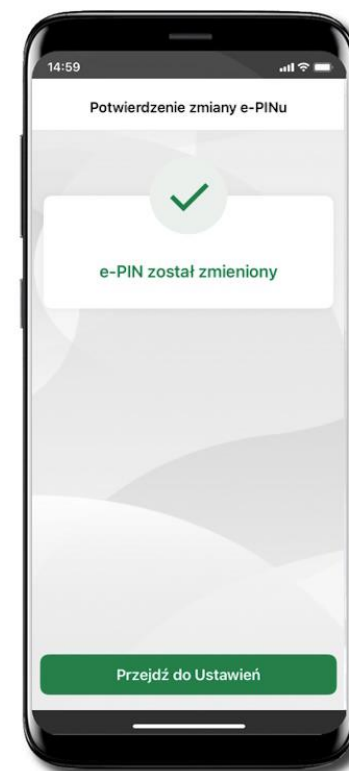 14:59
Potwierdzenie zmiany e-PINu
e-PIN został zmieniony
Przejdź do Ustawień